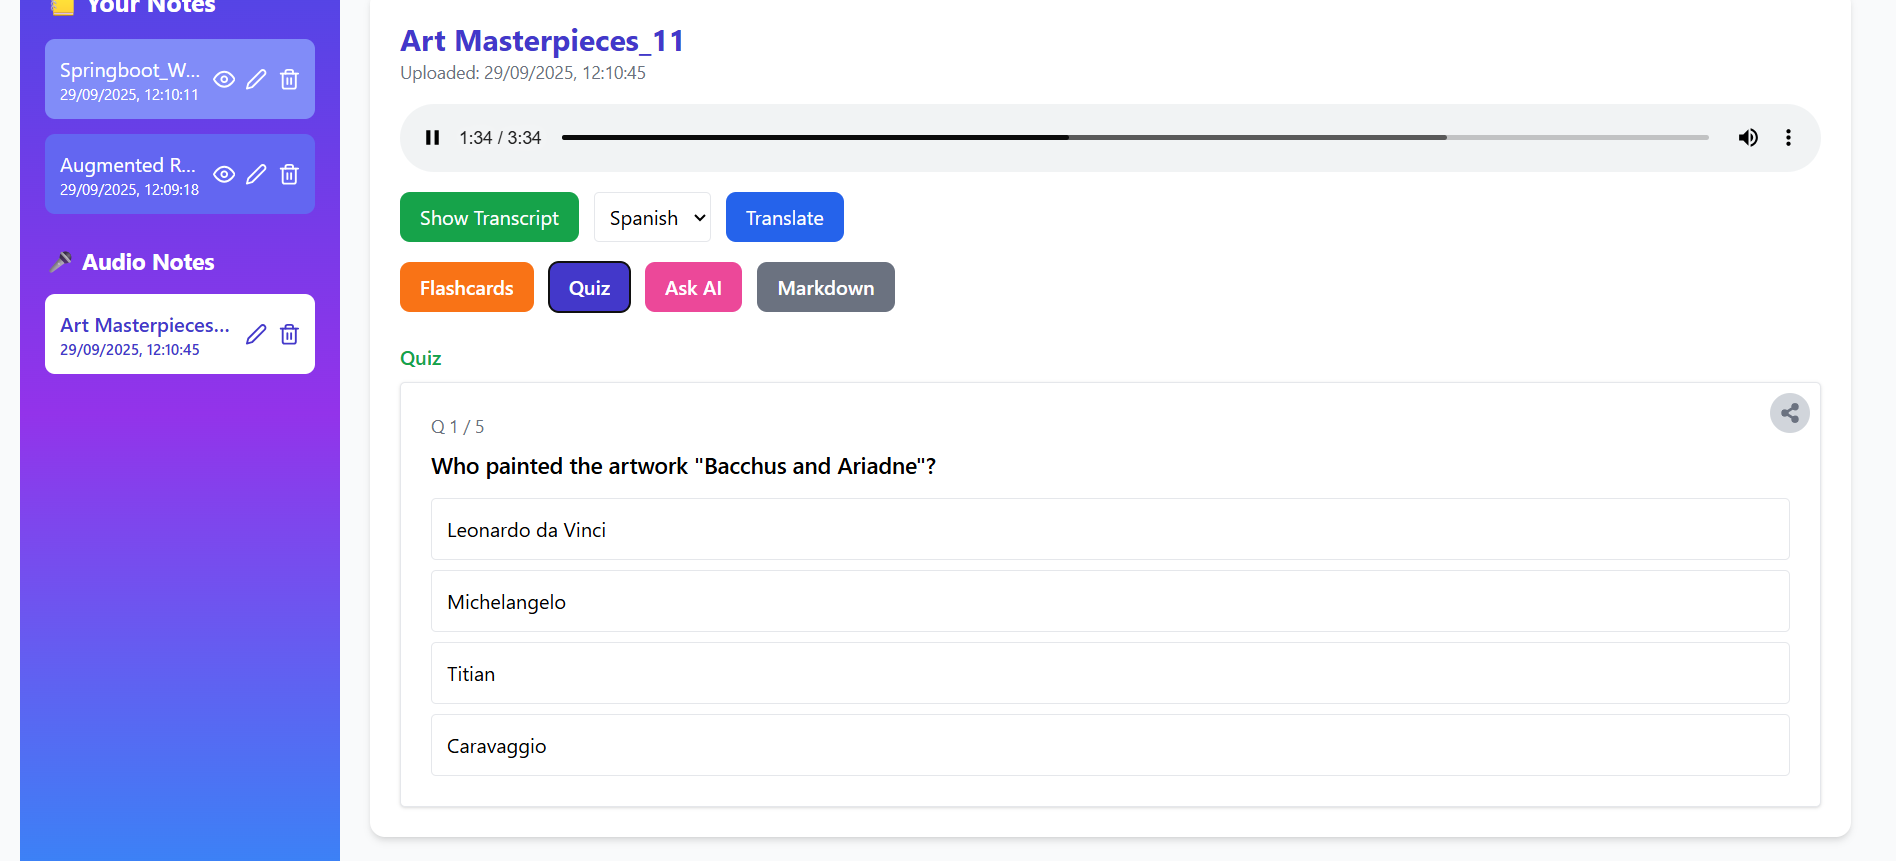 Your Notes
Springboot_W...
29/09/2025, 12:10:11
Augmented R...
29/09/2025, 12:09:18
Audio Notes
Art Masterpieces...
29/09/2025, 12:10:45
Art Masterpieces_11
Uploaded: 29/09/2025, 12:10:45
1:34 / 3:34
Show Transcript
Spanish
Translate
Flashcards
Quiz
Ask AI
Markdown
Quiz
Q 1 / 5
Who painted the artwork "Bacchus and Ariadne"?
Leonardo da Vinci
Michelangelo
Titian
Caravaggio